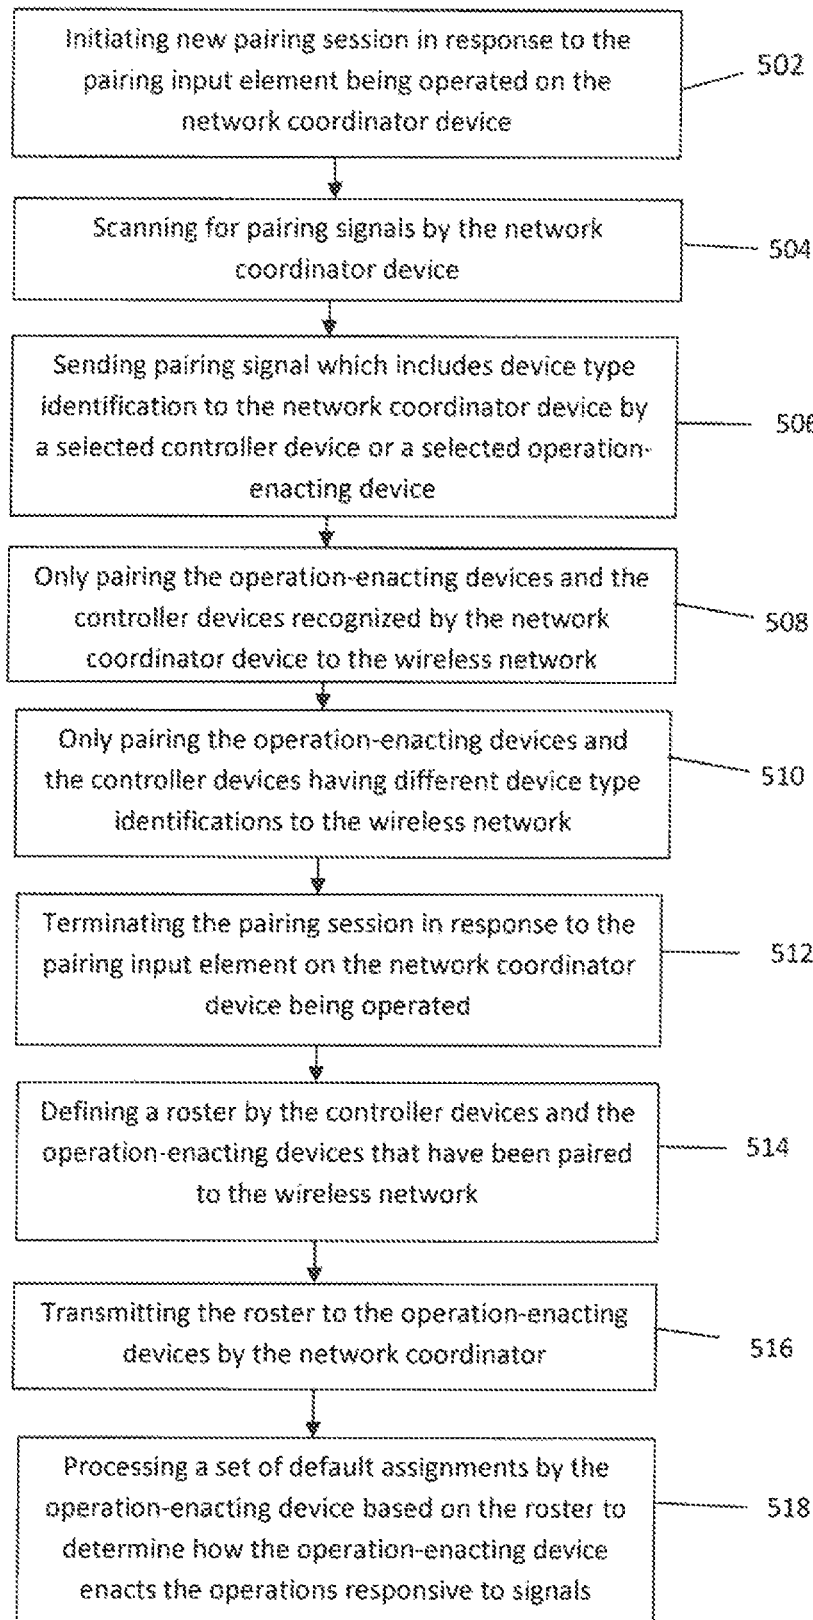 Initiating new pairing session in response to the
pairing input element being operated on the
network coordinator device
502
Scanning for pairing signals by the network
coordinator device
504
Sending pairing signal which includes device type
identification to the network coordinator device by
a selected controller device or a selected operation-
enacting device
506
Only pairing the operation-enacting devices and the
controller devices recognized by the network
coordinator device to the wireless network
508
Only pairing the operation-enacting devices and
the controller devices having different device type
identifications to the wireless network
510
Terminating the pairing session in response to the
pairing input element on the network coordinator
device being operated
512
Defining a roster by the controller devices and the
operation-enacting devices that have been paired
to the wireless network
514
Transmitting the roster to the operation-enacting
devices by the network coordinator
516
Processing a set of default assignments by the
operation-enacting device based on the roster to
determine how the operation-enacting device
enacts the operations responsive to signals
518